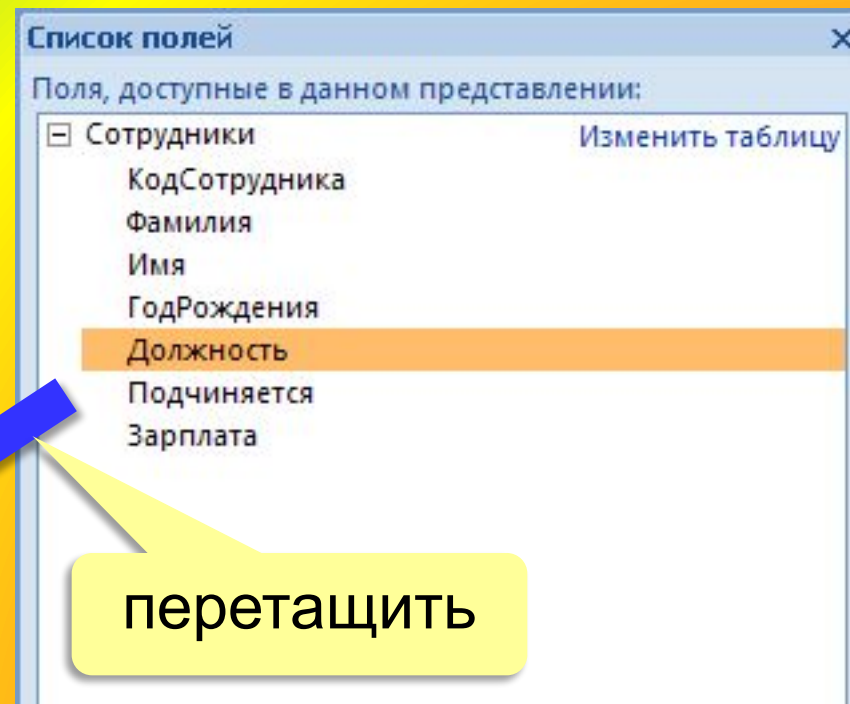 Список полей
Поля, доступные в данном представлении:
Сотрудники Изменить таблицу
КодСотрудника
Фамилия
Имя
ГодРождения
Должность
Подчиняется
Зарплата
перетащить